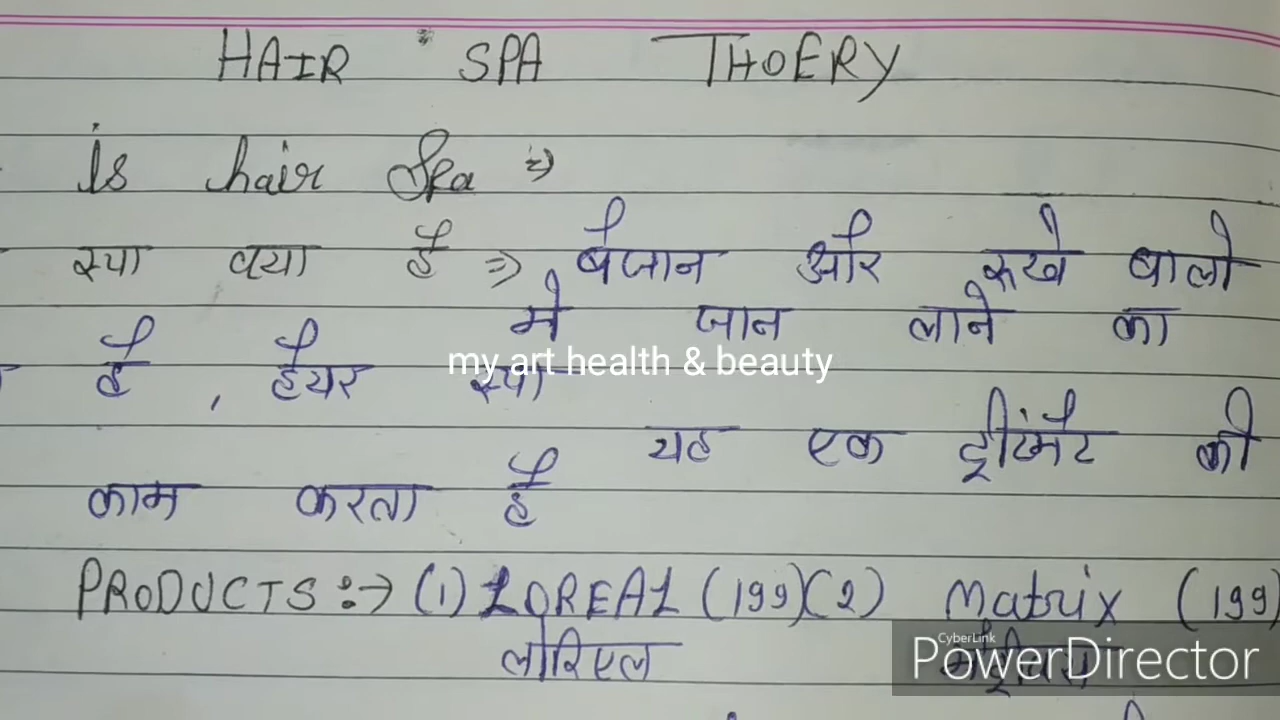 HAIR SPA THOERY
is hair Spa ⇒
स्पा क्या है ⇒ बैजान और रूखे बालो
मे जान लाने का
है, हैयर स्पा
my art health & beauty
यह एक ट्रीटमैंट की
काम करता है
PRODUCTS :→ (1) LOREAL (199) (2) Matrix (199)
लोरिएल
CyberLink
PowerDirector